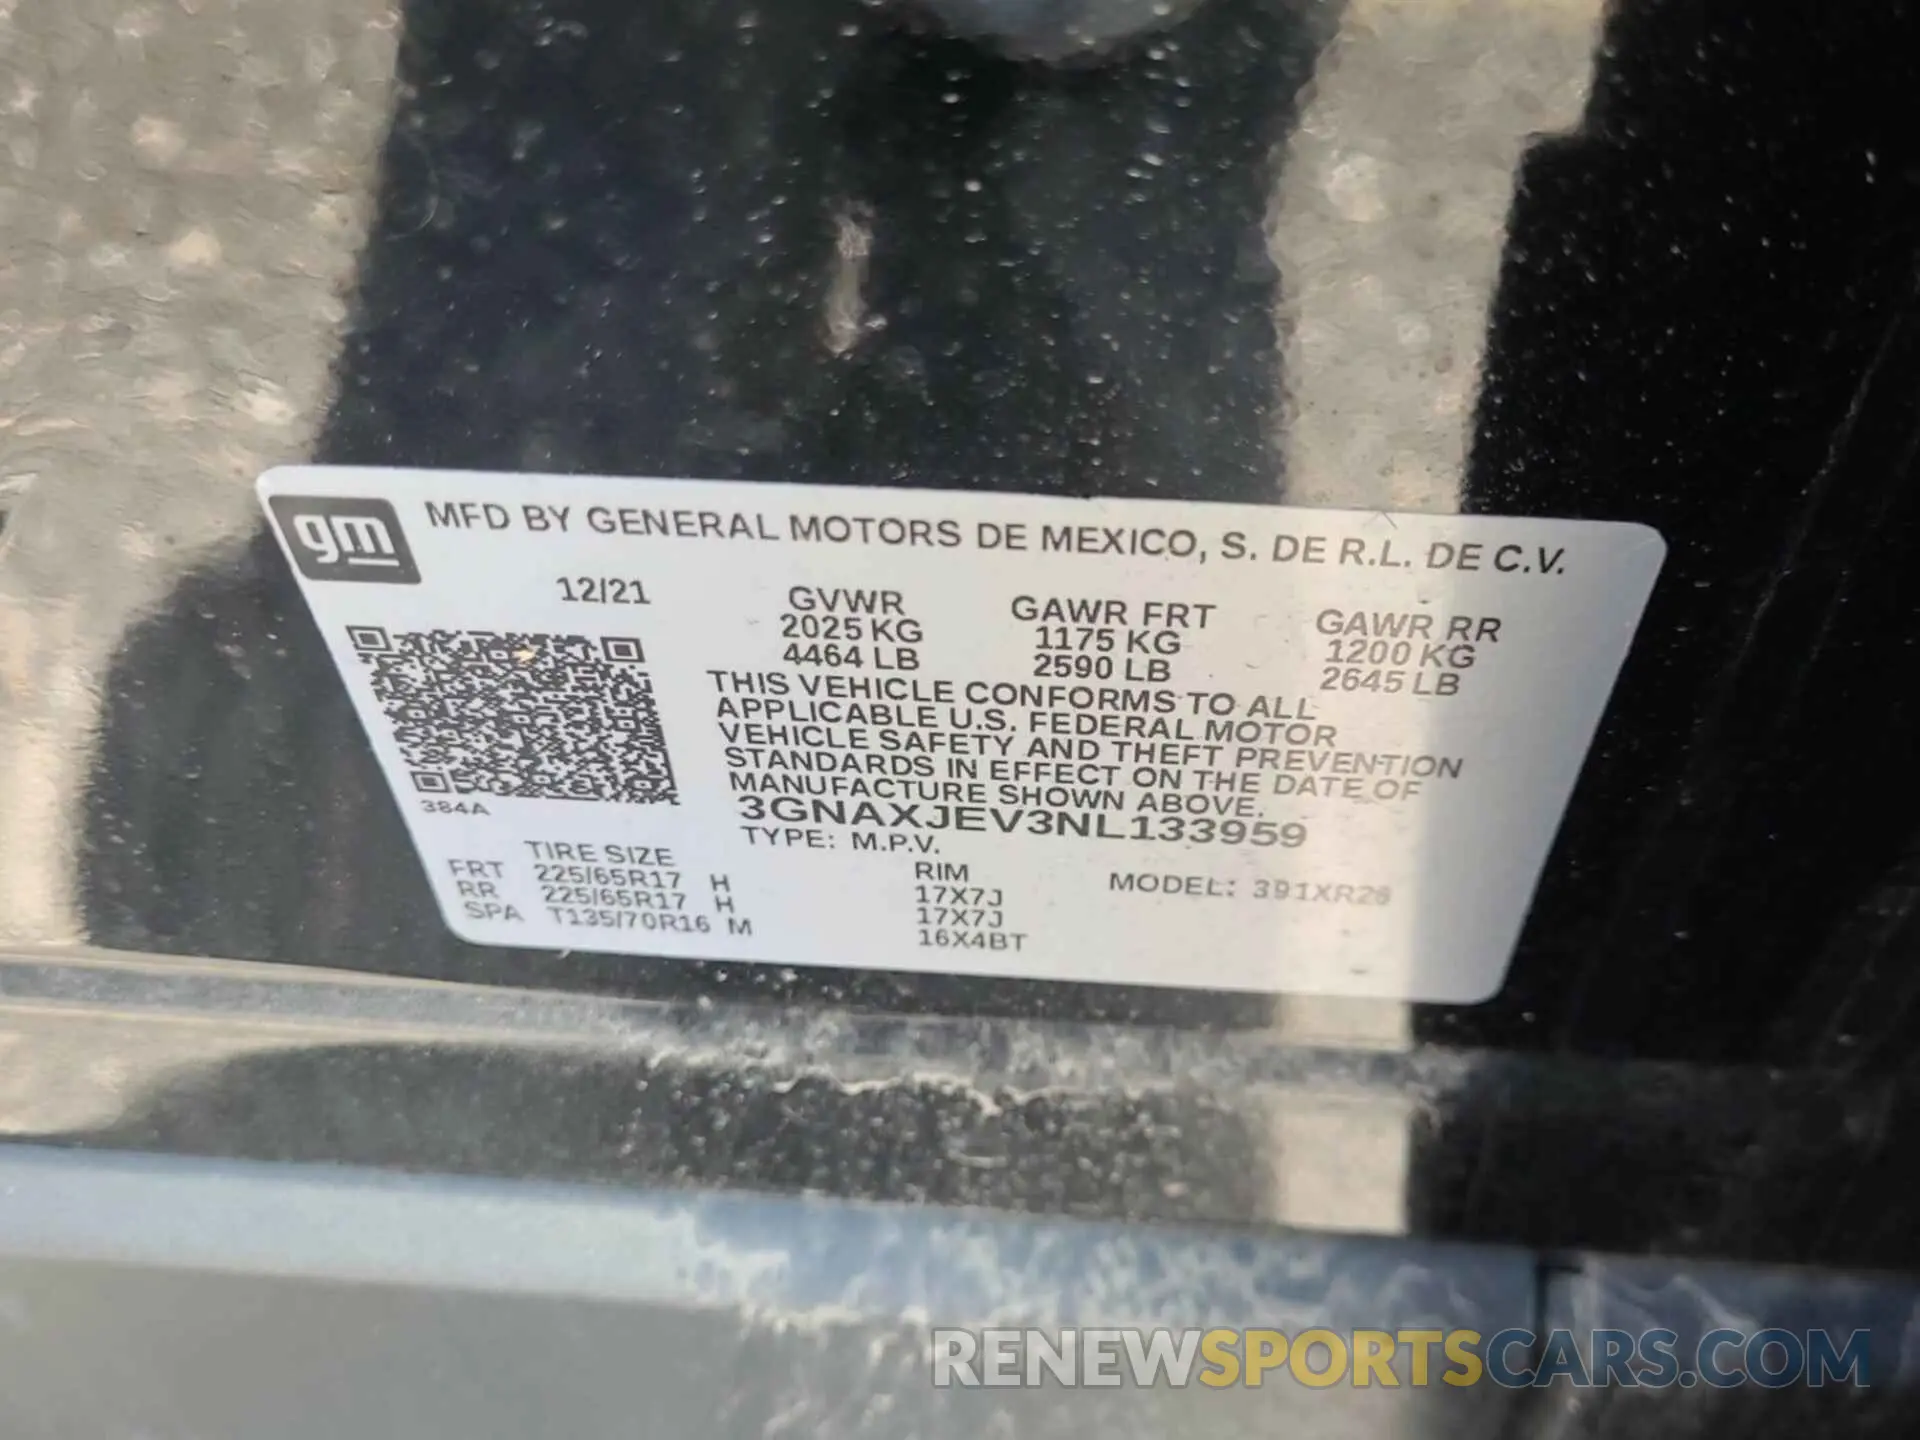 gm MFD BY GENERAL MOTORS DE MEXICO, S. DE R.L. DE C.V.
12/21 GVWR GAWR FRT GAWR RR
2025 KG 1175 KG 1200 KG
4464 LB 2590 LB 2645 LB
THIS VEHICLE CONFORMS TO ALL
APPLICABLE U.S. FEDERAL MOTOR
VEHICLE SAFETY AND THEFT PREVENTION
STANDARDS IN EFFECT ON THE DATE OF
MANUFACTURE SHOWN ABOVE.
384A
3GNAXJEV3NL133959
TYPE: M.P.V.
TIRE SIZE RIM MODEL: 391XR26
FRT 225/65R17 H 17X7J
RR 225/65R17 H 17X7J
SPA T135/70R16 M 16X4BT
RENEWSPORTSCARS.COM